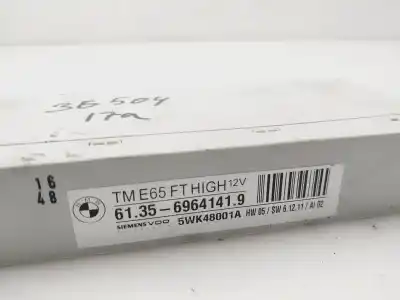 36504
17a
16
48
TM E65 FT HIGH 12V
61.35-6964141.9
SIEMENS VDO 5WK48001A HW 05 / SW 6.12.11 / AI 02